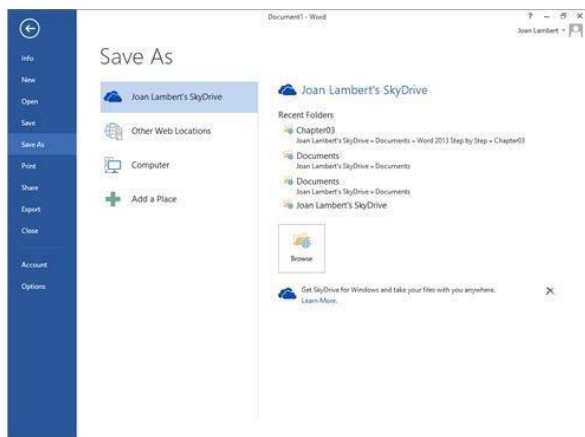 Document1 - Word
? – × 
Joan Lambert
Info
New
Open
Save
Save As
Print
Share
Export
Close
Account
Options
Save As
Joan Lambert's SkyDrive
Other Web Locations
Computer
Add a Place
Joan Lambert's SkyDrive
Recent Folders
Chapter03
Joan Lambert's SkyDrive » Documents » Word 2013 Step by Step » Chapter03
Documents
Joan Lambert's SkyDrive » Documents
Documents
Joan Lambert's SkyDrive » Documents
Joan Lambert's SkyDrive
Browse
Get SkyDrive for Windows and take your files with you anywhere.
Learn More.